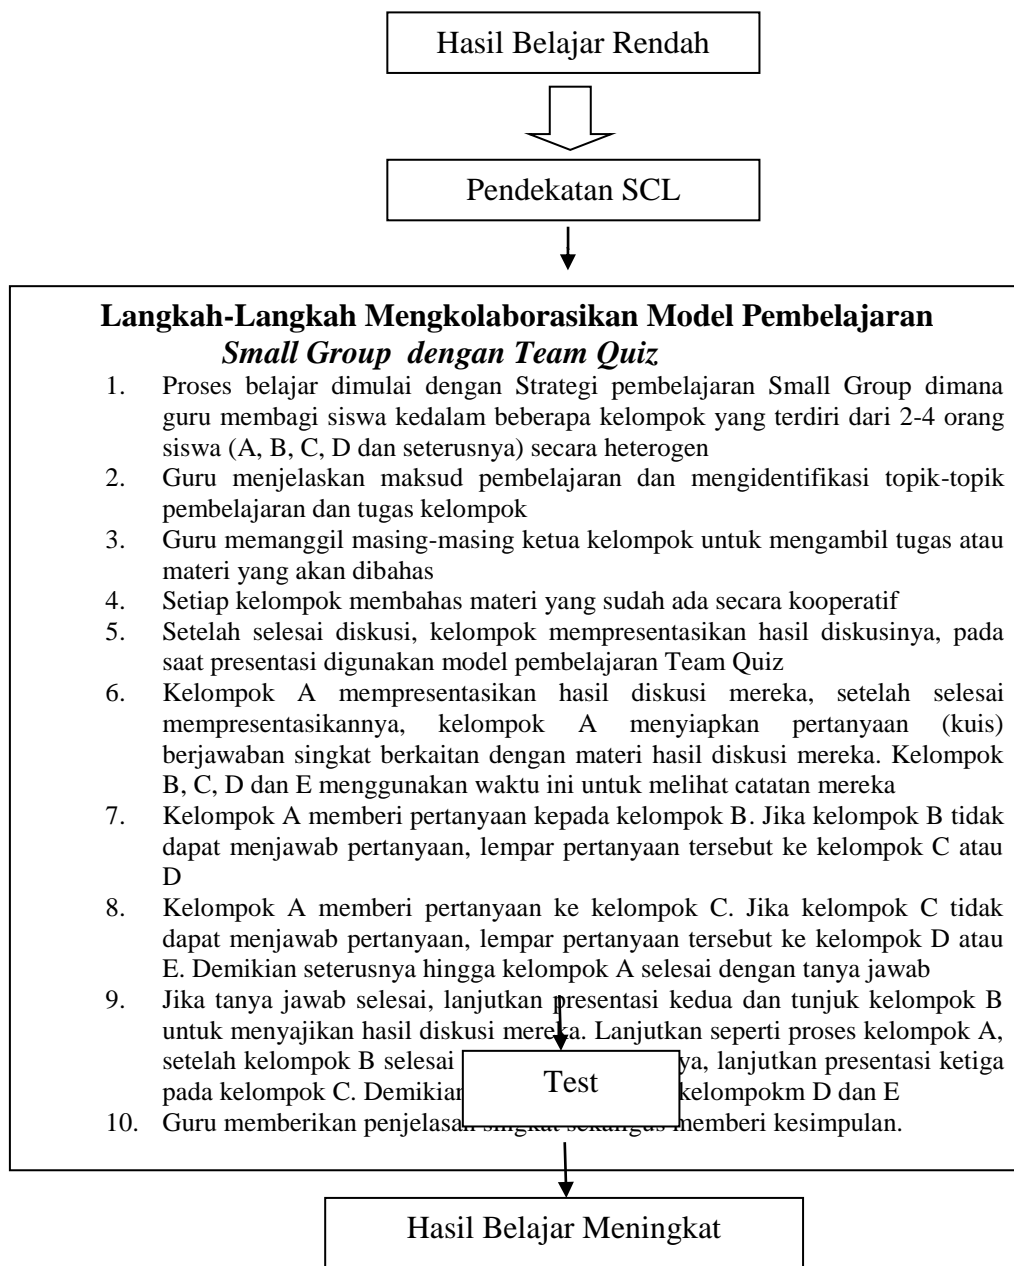 Hasil Belajar Rendah
Pendekatan SCL
Langkah-Langkah Mengkolaborasikan Model Pembelajaran
Small Group dengan Team Quiz
1. Proses belajar dimulai dengan Strategi pembelajaran Small Group dimana
guru membagi siswa kedalam beberapa kelompok yang terdiri dari 2-4 orang
siswa (A, B, C, D dan seterusnya) secara heterogen
2. Guru menjelaskan maksud pembelajaran dan mengidentifikasi topik-topik
pembelajaran dan tugas kelompok
3. Guru memanggil masing-masing ketua kelompok untuk mengambil tugas atau
materi yang akan dibahas
4. Setiap kelompok membahas materi yang sudah ada secara kooperatif
5. Setelah selesai diskusi, kelompok mempresentasikan hasil diskusinya, pada
saat presentasi digunakan model pembelajaran Team Quiz
6. Kelompok A mempresentasikan hasil diskusi mereka, setelah selesai
mempresentasikannya, kelompok A menyiapkan pertanyaan (kuis)
berjawaban singkat berkaitan dengan materi hasil diskusi mereka. Kelompok
B, C, D dan E menggunakan waktu ini untuk melihat catatan mereka
7. Kelompok A memberi pertanyaan kepada kelompok B. Jika kelompok B tidak
dapat menjawab pertanyaan, lempar pertanyaan tersebut ke kelompok C atau
D
8. Kelompok A memberi pertanyaan ke kelompok C. Jika kelompok C tidak
dapat menjawab pertanyaan, lempar pertanyaan tersebut ke kelompok D atau
E. Demikian seterusnya hingga kelompok A selesai dengan tanya jawab
9. Jika tanya jawab selesai, lanjutkan presentasi kedua dan tunjuk kelompok B
untuk menyajikan hasil diskusi mereka. Lanjutkan seperti proses kelompok A,
setelah kelompok B selesai ya, lanjutkan presentasi ketiga
pada kelompok C. Demikian kelompokm D dan E
10. Guru memberikan penjelasan singkat sekaligus memberi kesimpulan.
Test
Hasil Belajar Meningkat